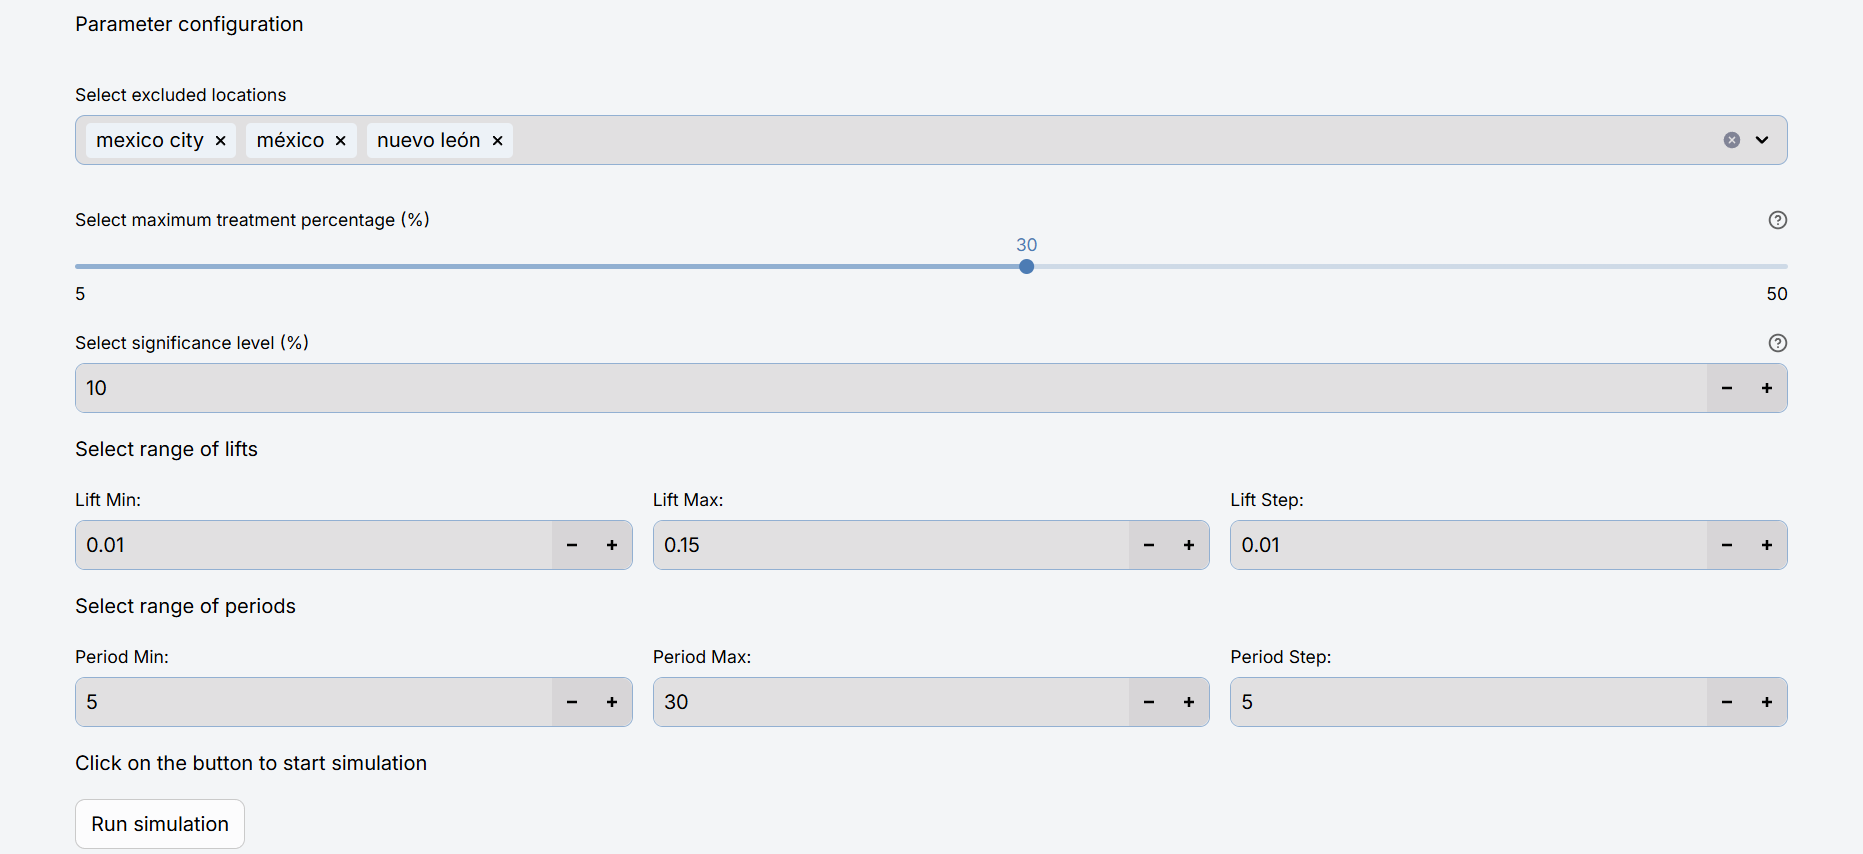 Parameter configuration
Select excluded locations
mexico city × méxico × nuevo león ×
Select maximum treatment percentage (%)
30
5 50
Select significance level (%)
10
Select range of lifts
Lift Min: Lift Max: Lift Step:
0.01 0.15 0.01
Select range of periods
Period Min: Period Max: Period Step:
5 30 5
Click on the button to start simulation
Run simulation